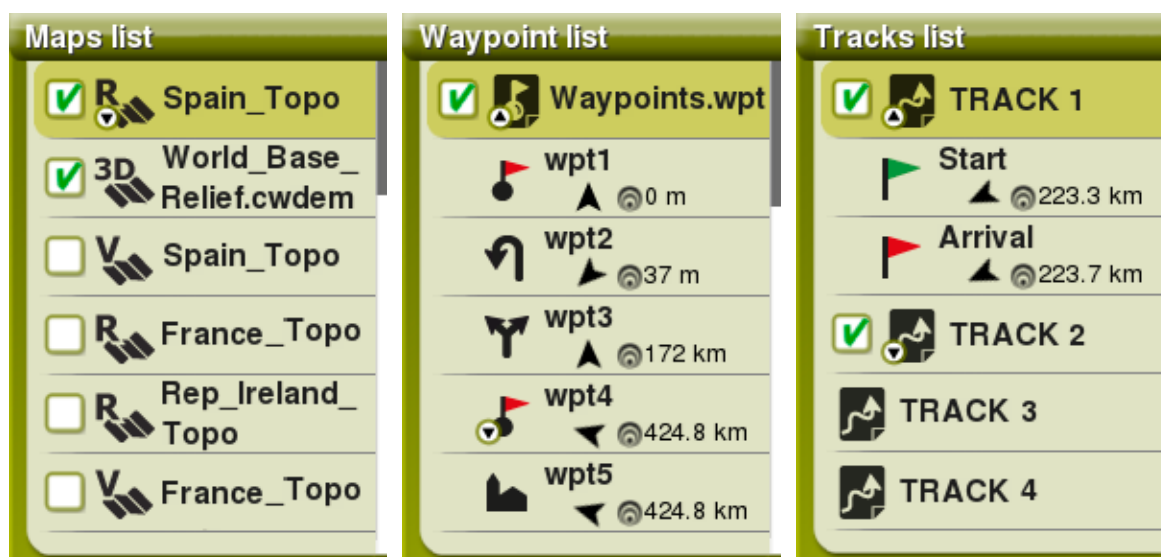 Maps list
R Spain_Topo
3D World_Base_
Relief.cwdem
V Spain_Topo
R France_Topo
R Rep_Ireland_
Topo
V France_Topo
Waypoint list
Waypoints.wpt
wpt1
0 m
wpt2
37 m
wpt3
172 km
wpt4
424.8 km
wpt5
424.8 km
Tracks list
TRACK 1
Start
223.3 km
Arrival
223.7 km
TRACK 2
TRACK 3
TRACK 4